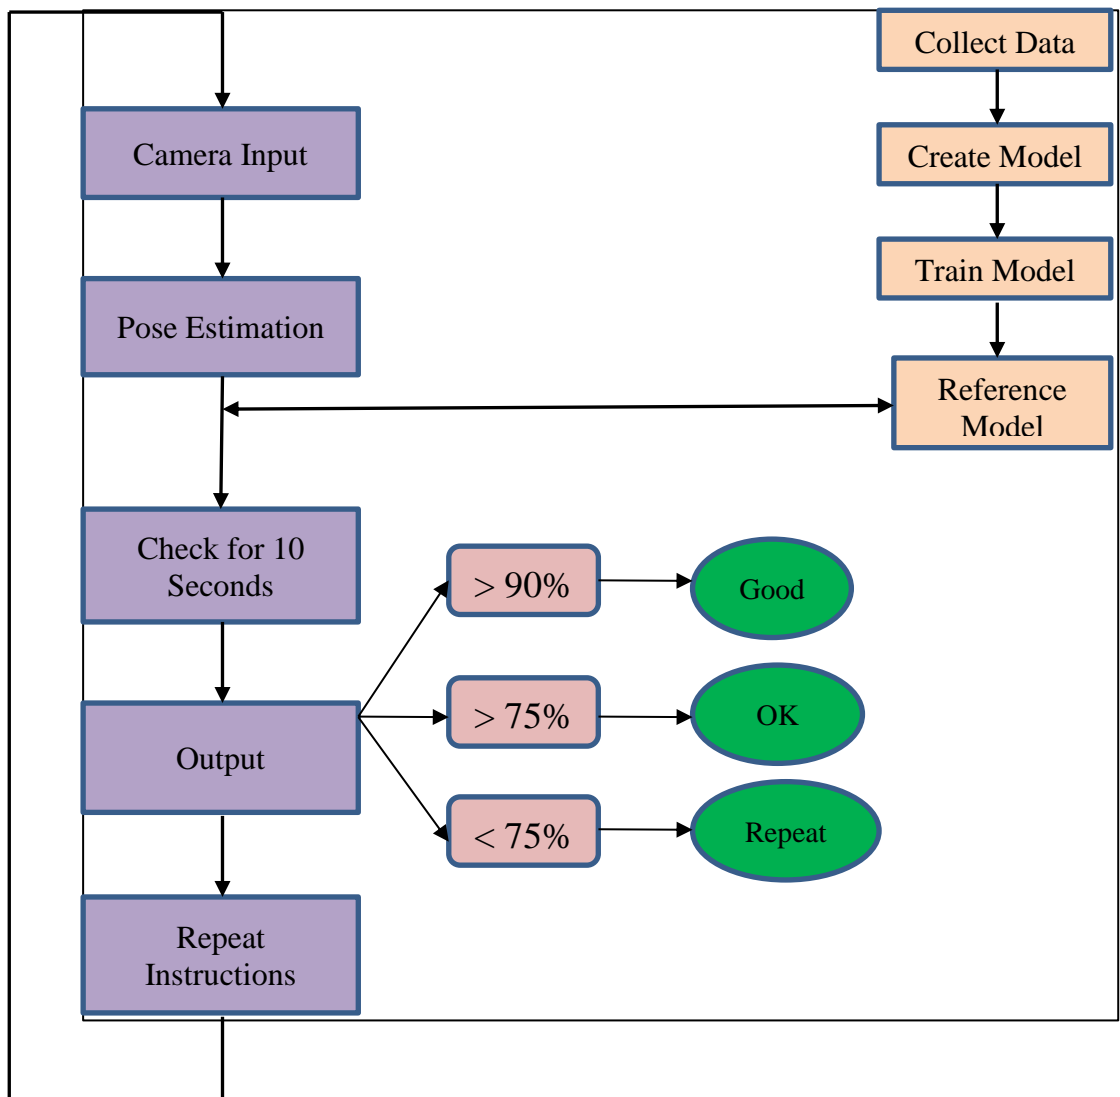 Collect Data
Camera Input
Create Model
Train Model
Pose Estimation
Reference
Model
Check for 10
Seconds
> 90%
Good
> 75%
OK
Output
< 75%
Repeat
Repeat
Instructions